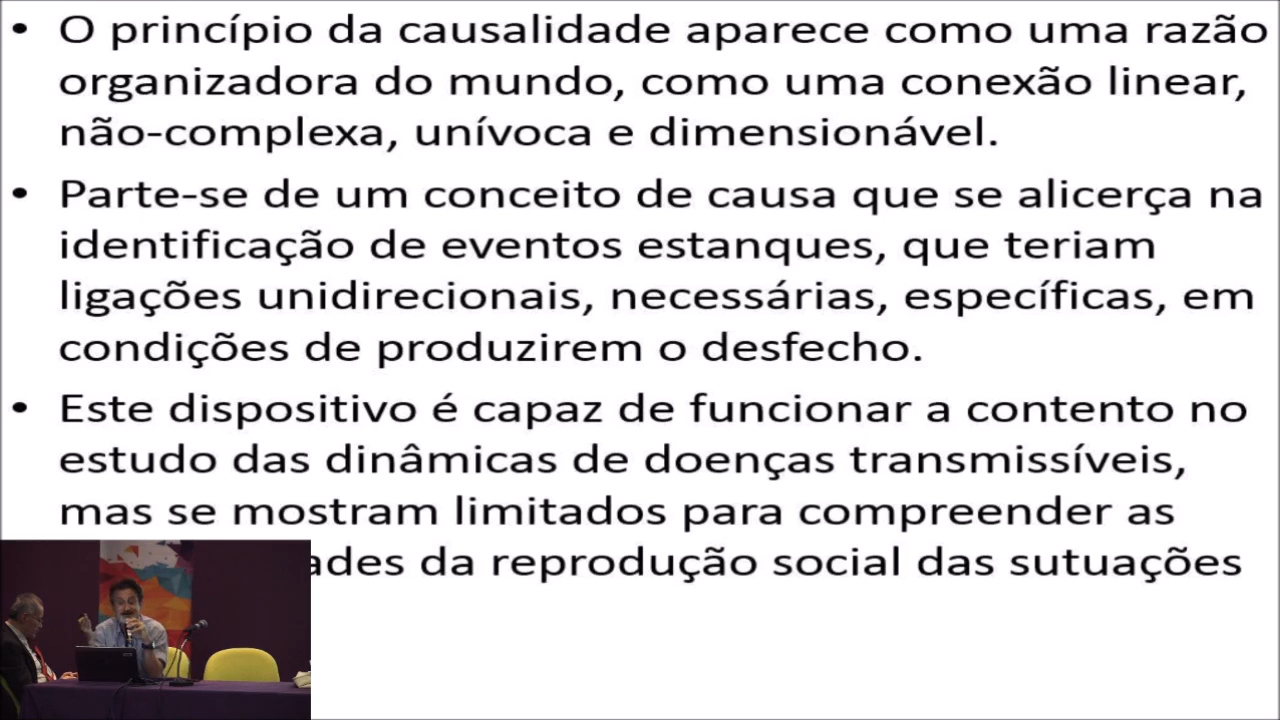 • O princípio da causalidade aparece como uma razão
organizadora do mundo, como uma conexão linear,
não-complexa, unívoca e dimensionável.
• Parte-se de um conceito de causa que se alicerça na
identificação de eventos estanques, que teriam
ligações unidirecionais, necessárias, específicas, em
condições de produzirem o desfecho.
• Este dispositivo é capaz de funcionar a contento no
estudo das dinâmicas de doenças transmissíveis,
mas se mostram limitados para compreender as
da reprodução social das sutuações